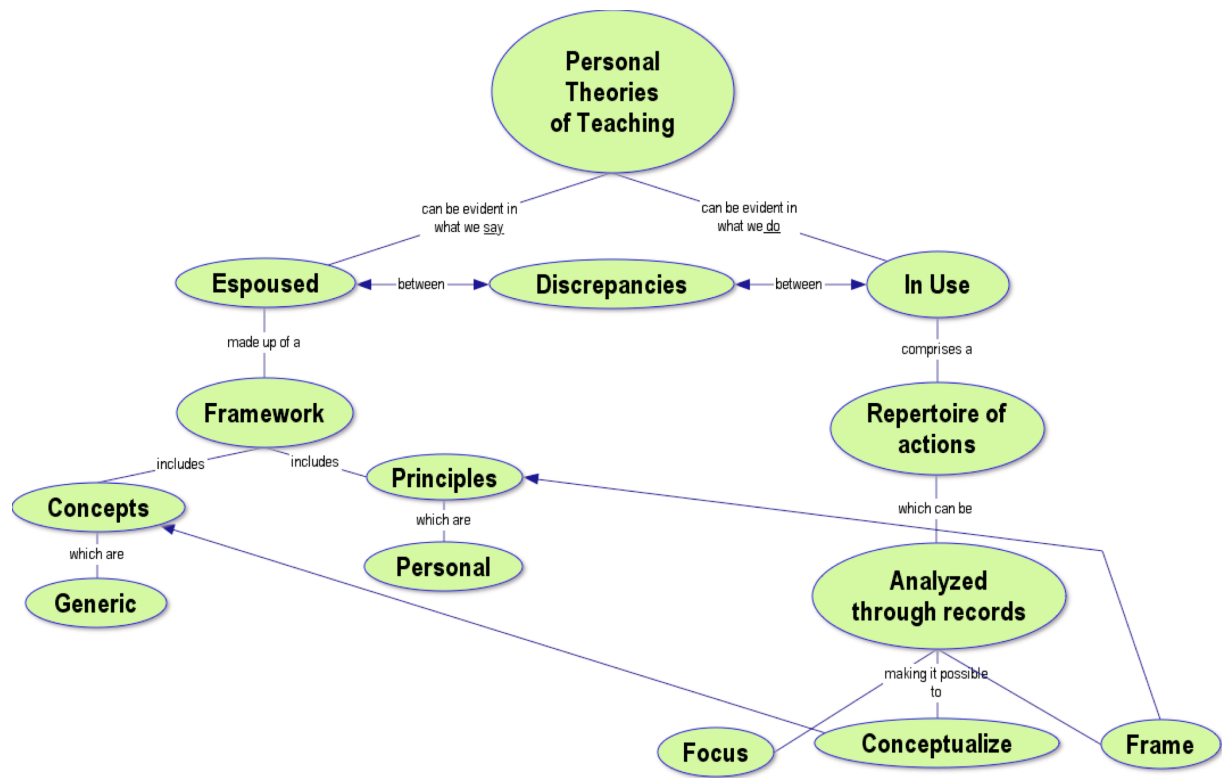 Personal
Theories
of Teaching
can be evident in
what we say
can be evident in
what we do
Espoused
between
Discrepancies
between
In Use
made up of a
comprises a
Framework
Repertoire of
actions
includes
includes
Principles
Concepts
which are
which can be
which are
Personal
Generic
Analyzed
through records
making it possible
to
Focus
Conceptualize
Frame